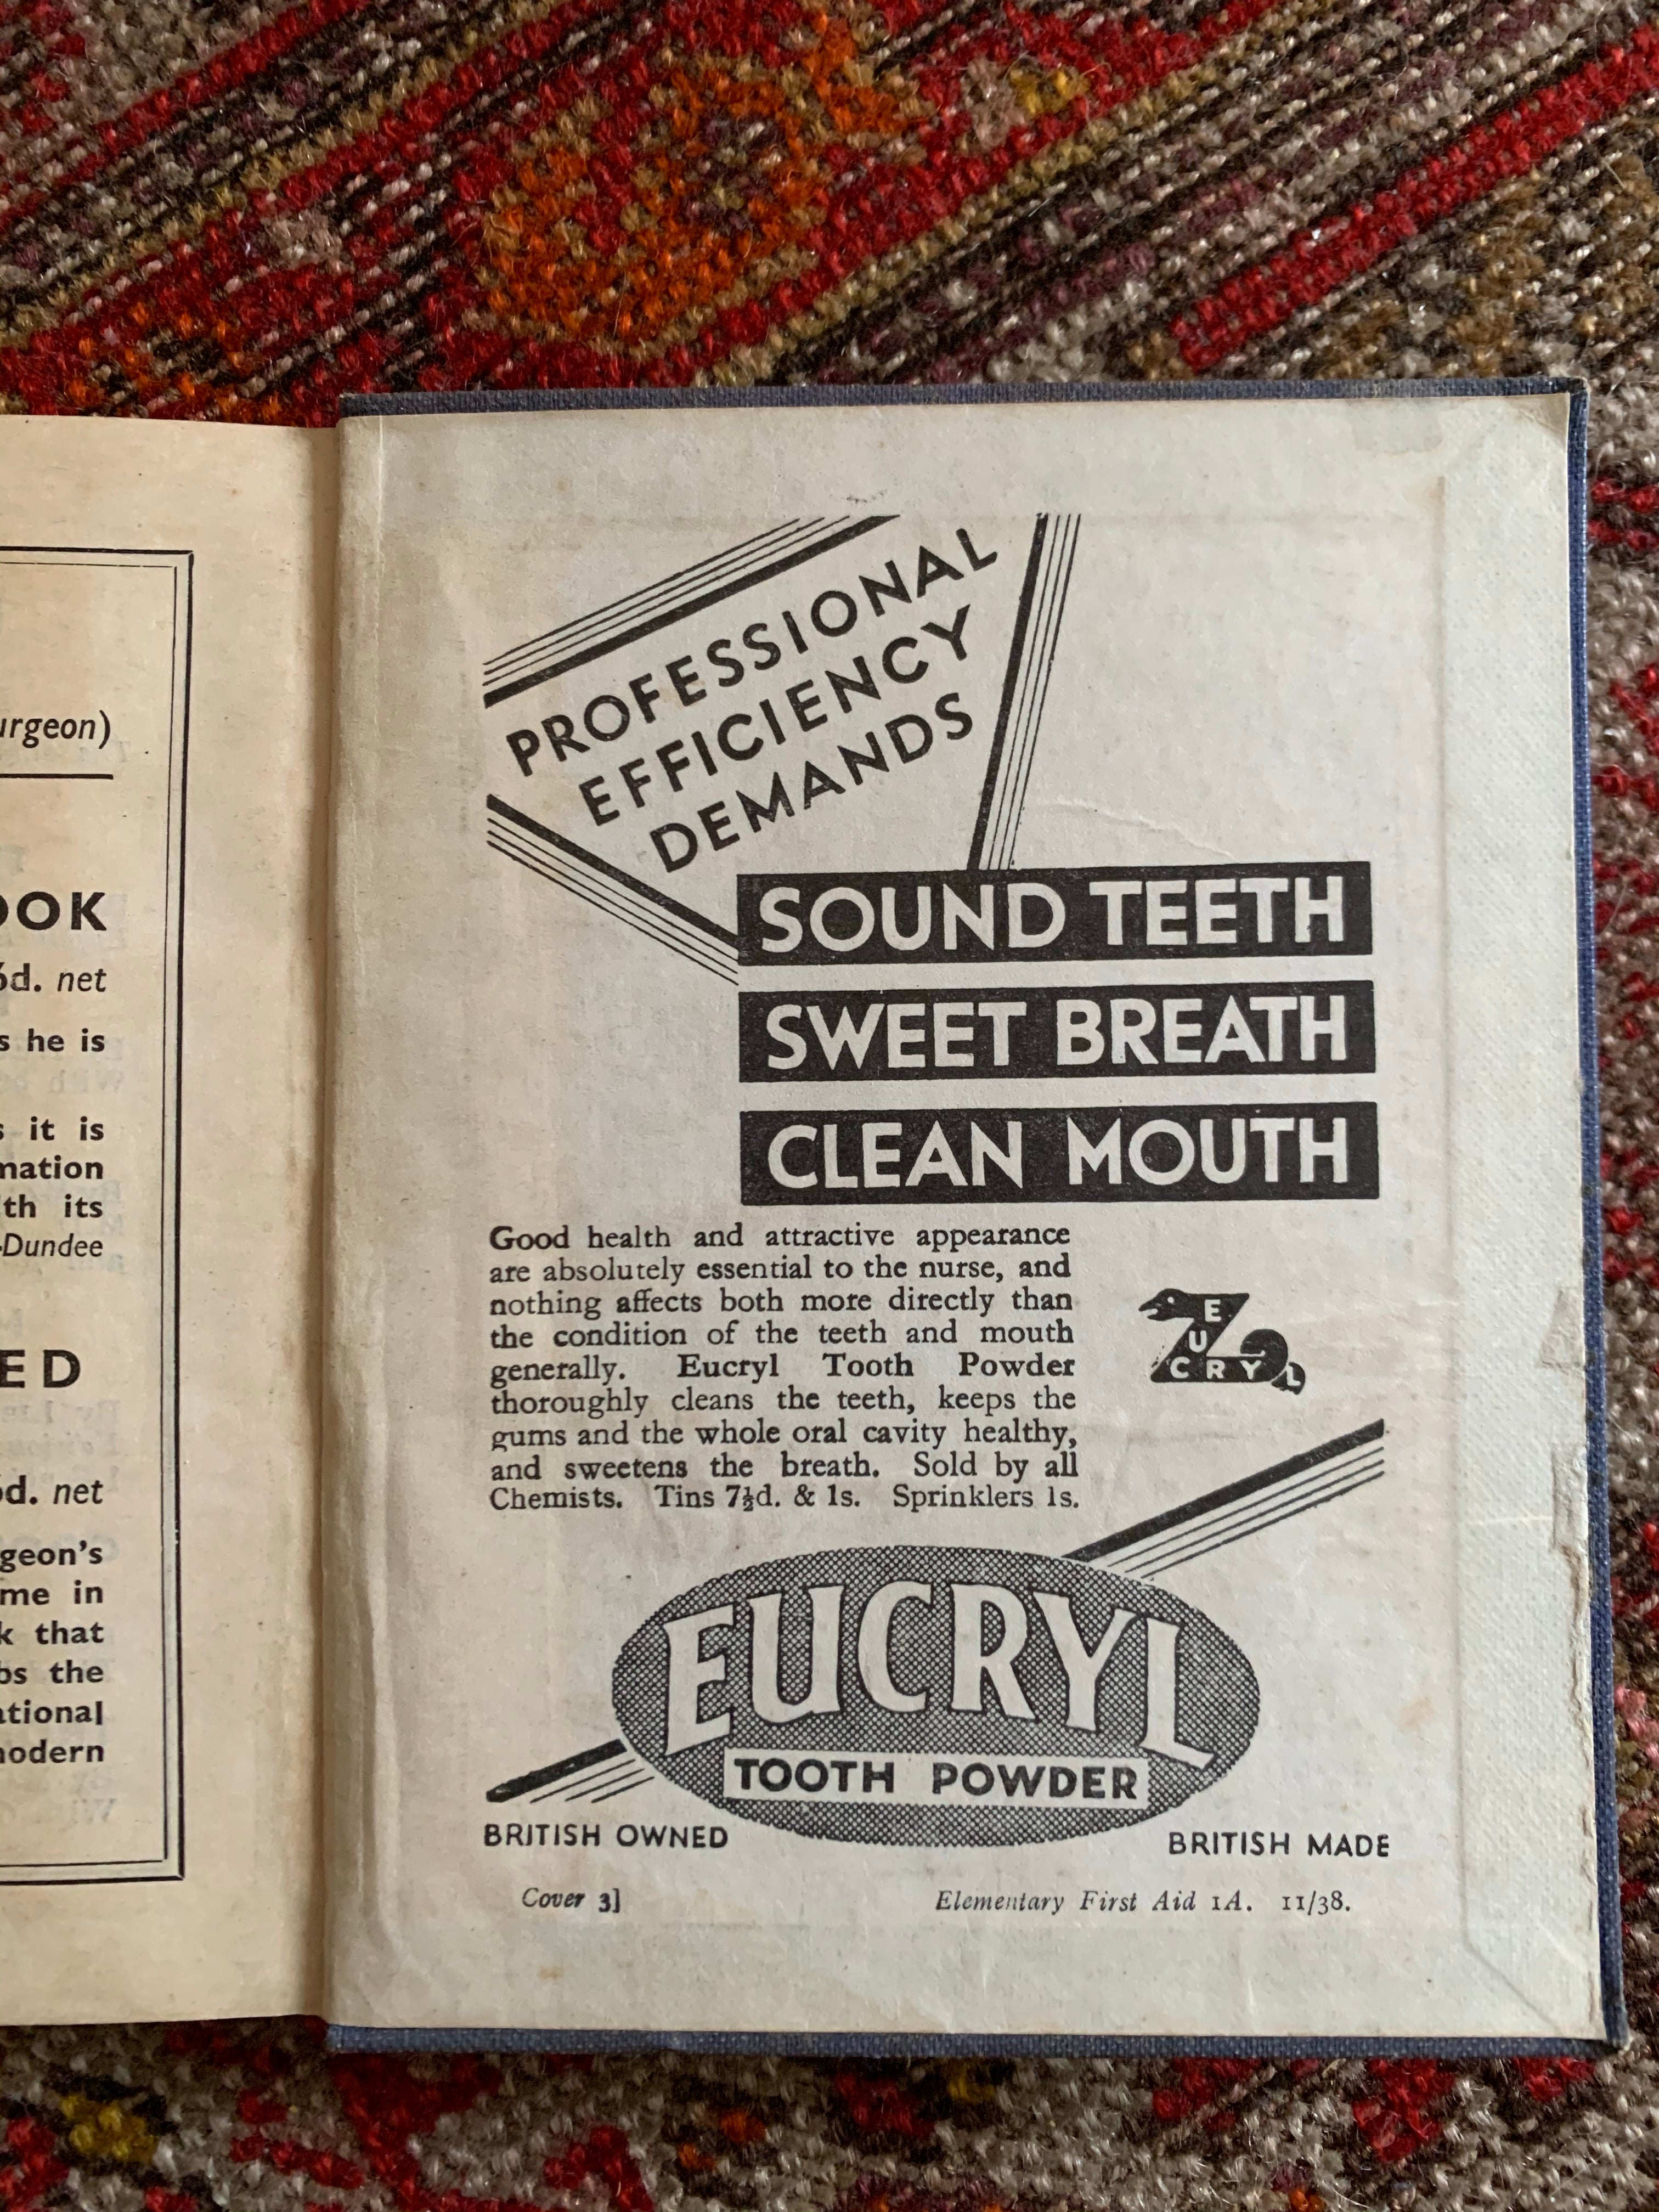 urgeon)
OOK
6d. net
s he is
s it is
mation
th its
-Dundee
ED
6d. net
geon's
me in
k that
bs the
ational
modern
PROFESSIONAL
EFFICIENCY
DEMANDS
SOUND TEETH
SWEET BREATH
CLEAN MOUTH
Good health and attractive appearance
are absolutely essential to the nurse, and
nothing affects both more directly than
the condition of the teeth and mouth
generally. Eucryl Tooth Powder
thoroughly cleans the teeth, keeps the
gums and the whole oral cavity healthy,
and sweetens the breath. Sold by all
Chemists. Tins 7½d. & 1s. Sprinklers 1s.
EUCRYL
EUCRYL
TOOTH POWDER
BRITISH OWNED
BRITISH MADE
Cover 3]
Elementary First Aid 1A. 11/38.